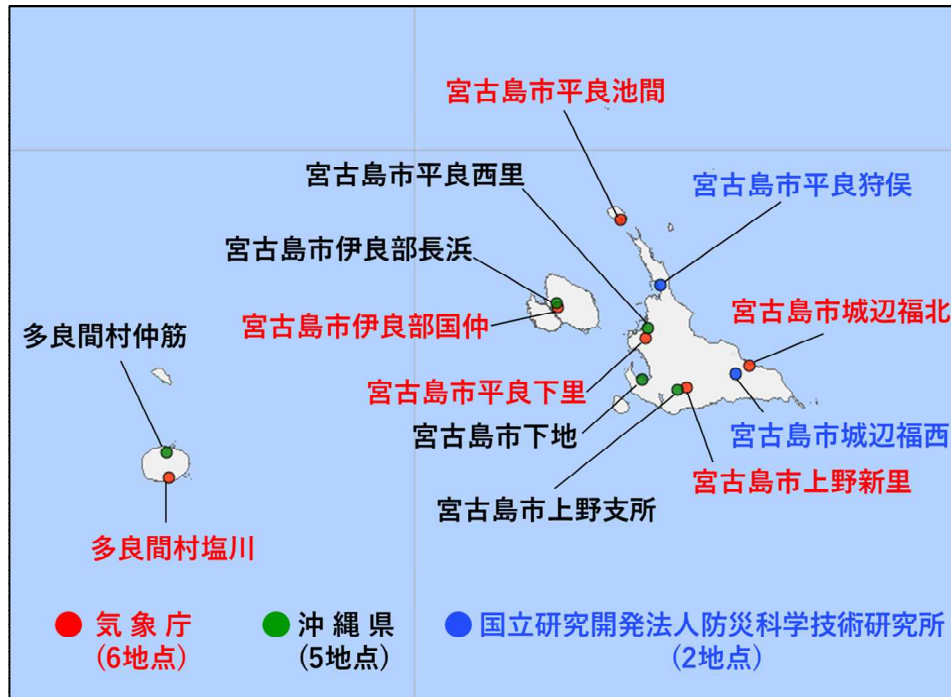 宮古島市平良池間
宮古島市平良西里
宮古島市平良狩俣
宮古島市伊良部長浜
宮古島市伊良部国仲
宮古島市城辺福北
多良間村仲筋
宮古島市平良下里
宮古島市下地
宮古島市城辺福西
宮古島市上野新里
宮古島市上野支所
多良間村塩川
気象庁
(6地点)
沖縄県
(5地点)
国立研究開発法人防災科学技術研究所
(2地点)